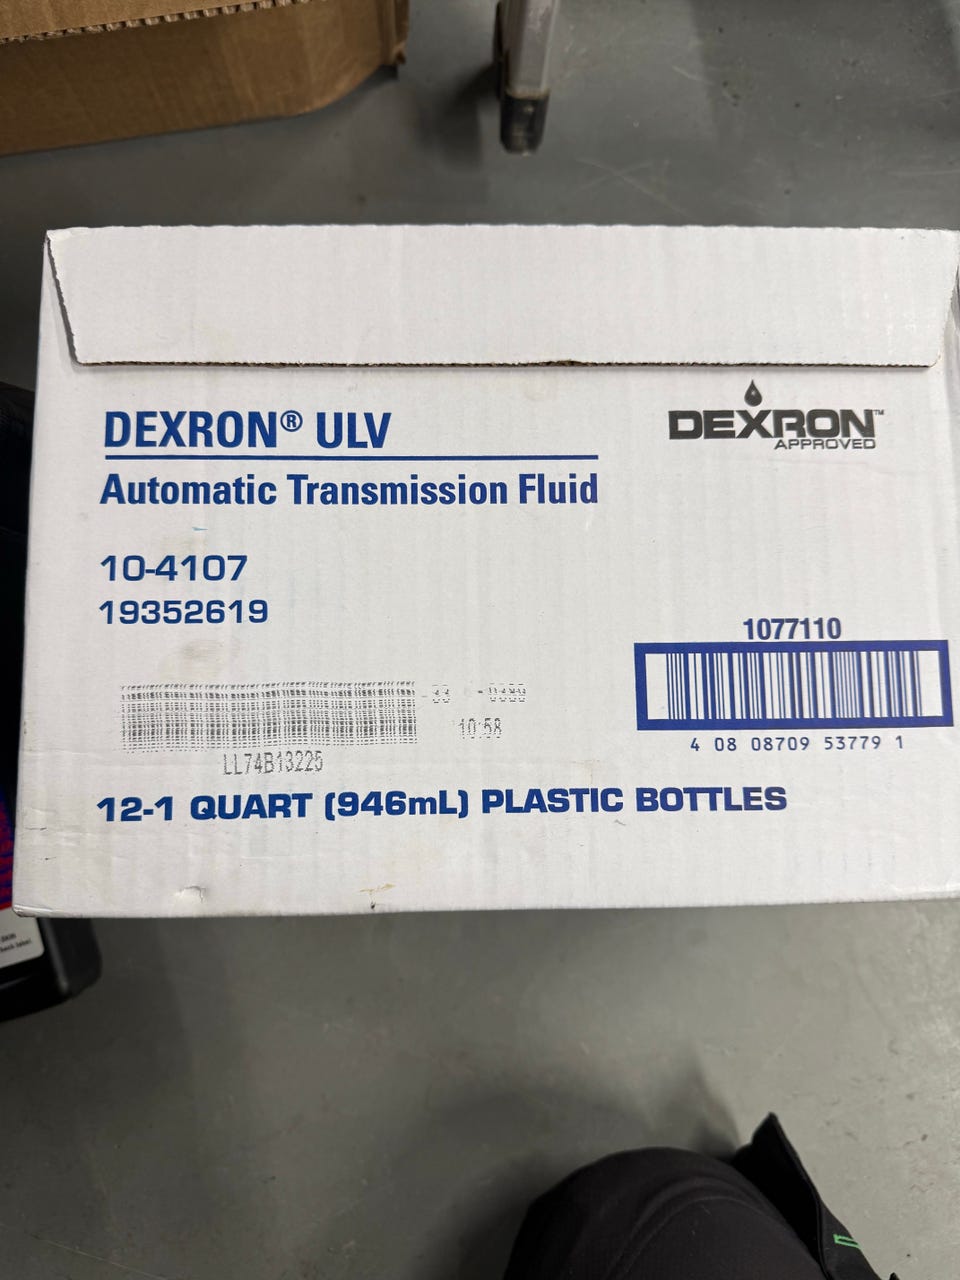 DEXRON® ULV
DEXRON™
APPROVED
Automatic Transmission Fluid
10-4107
19352619
1077110
10:58
LL74B13225
4 08 08709 53779 1
12-1 QUART (946mL) PLASTIC BOTTLES